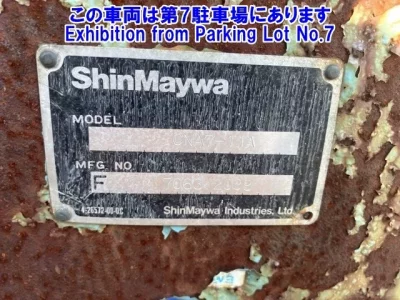 この車両は第7駐車場にあります
Exhibition from Parking Lot No.7
ShinMaywa
MODEL
MFG NO
F
ShinMaywa Industries, Ltd.